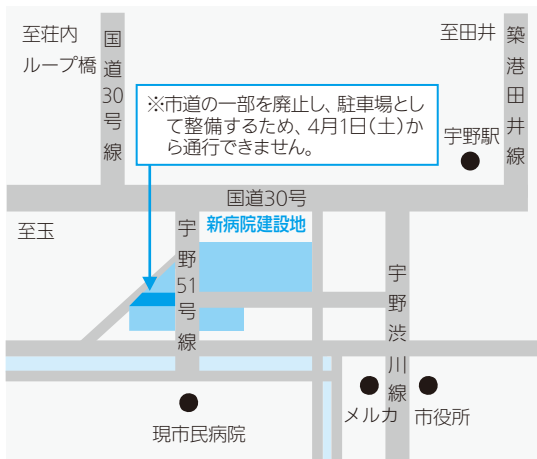 至荘内
ループ橋
国道30号線
至田井
築港田井線
※市道の一部を廃止し、駐車場とし
て整備するため、4月1日(土)か
ら通行できません。
宇野駅
国道30号
至玉
新病院建設地
宇野51号線
宇野渋川線
メルカ
市役所
現市民病院